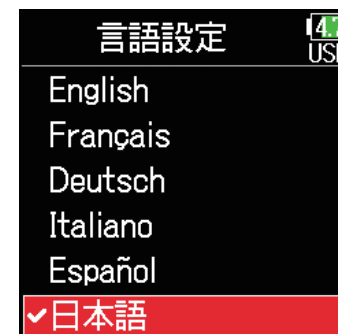 言語設定
English
Français
Deutsch
Italiano
Español
日本語